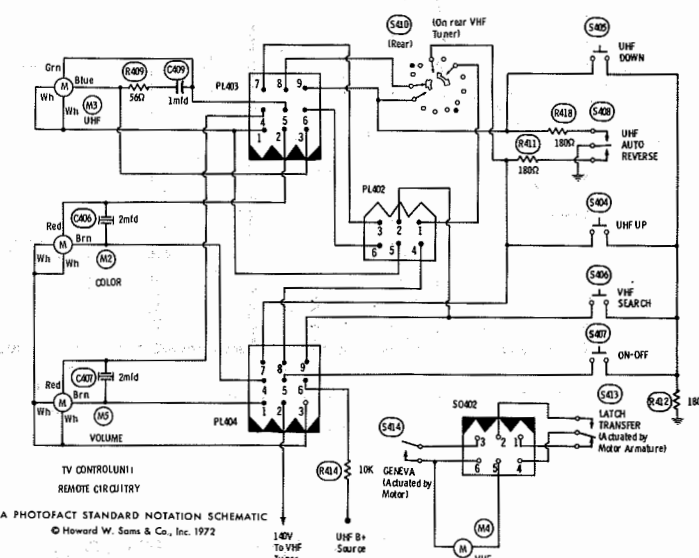 S410
(Rear)
(On rear VHF
Tuner)
S405
UHF
DOWN
Grn
R409
C409
Blue
56Ω
1mfd
Wh
M
Wh
M3
UHF
PL403
7 8 9
4 5 6
1 2 3
R418
180Ω
S408
R411
180Ω
UHF
AUTO
REVERSE
PL402
3 2 1
6 5 4
S404
UHF UP
Red
C406
2mfd
M
Brn
Wh
Wh
M2
COLOR
S406
VHF
SEARCH
S407
ON-OFF
7 8 9
4 5 6
1 2 3
PL404
Red
C407
2mfd
Brn
Wh
M
Wh
M5
VOLUME
S413
R412
LATCH
TRANSFER
(Actuated by
Motor Armature)
SO402
3 2 1
6 5 4
S414
GENEVA
(Actuated by
Motor)
R414
10K
M4
M
TV CONTROL UNIT
REMOTE CIRCUITRY
A PHOTOFACT STANDARD NOTATION SCHEMATIC
© Howard W. Sams & Co., Inc. 1972
140V
To VHF
UHF B+
Source